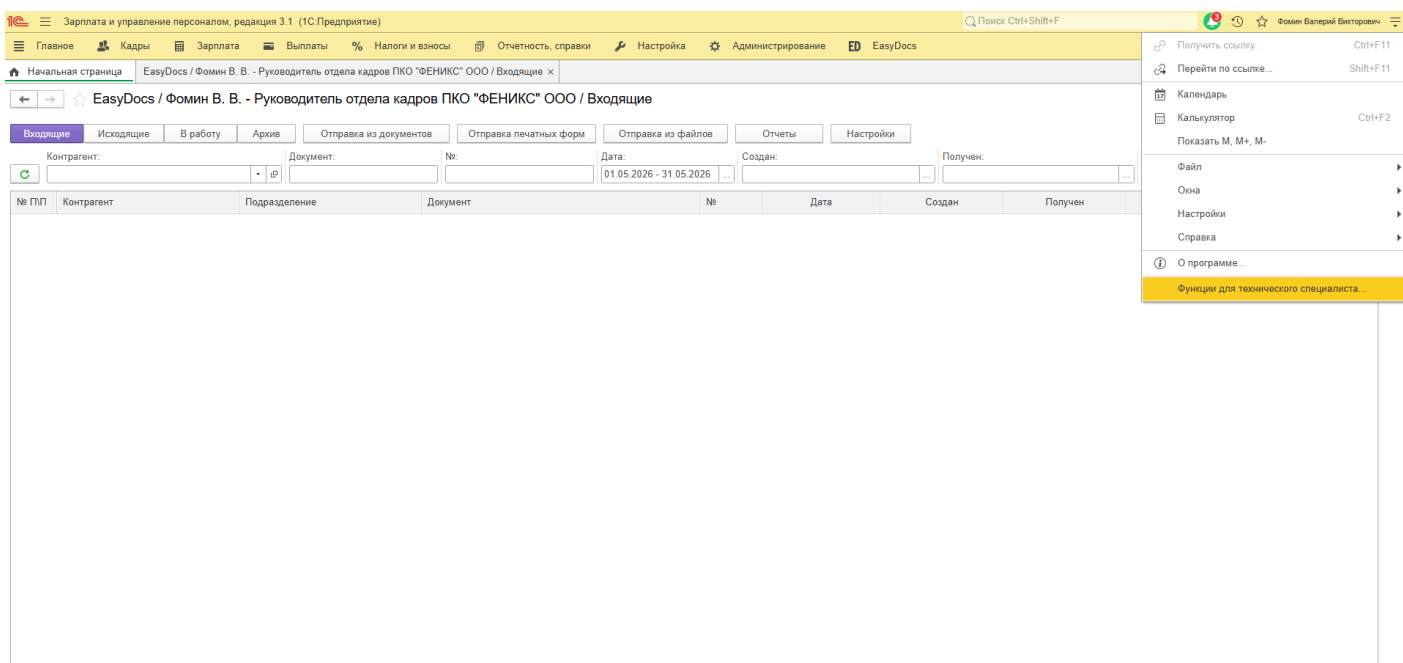 Зарплата и управление персоналом, редакция 3.1 (1С:Предприятие) Поиск Ctrl+Shift+F 3 Фомин Валерий Викторович
Главное Кадры Зарплата Выплаты % Налоги и взносы Отчетность, справки Настройка Администрирование ED EasyDocs
Начальная страница EasyDocs / Фомин В. В. - Руководитель отдела кадров ПКО "ФЕНИКС" ООО / Входящие ×
EasyDocs / Фомин В. В. - Руководитель отдела кадров ПКО "ФЕНИКС" ООО / Входящие
Входящие Исходящие В работу Архив Отправка из документов Отправка печатных форм Отправка из файлов Отчеты Настройки
Контрагент: Документ: №: Дата: Создан: Получен:
01.05.2026 - 31.05.2026 ... ... ...
№ П\П Контрагент Подразделение Документ № Дата Создан Получен
Получить ссылку... Ctrl+F11
Перейти по ссылке... Shift+F11
17 Календарь
Калькулятор Ctrl+F2
Показать M, M+, M-
Файл
Окна
Настройки
Справка
О программе...
Функции для технического специалиста...